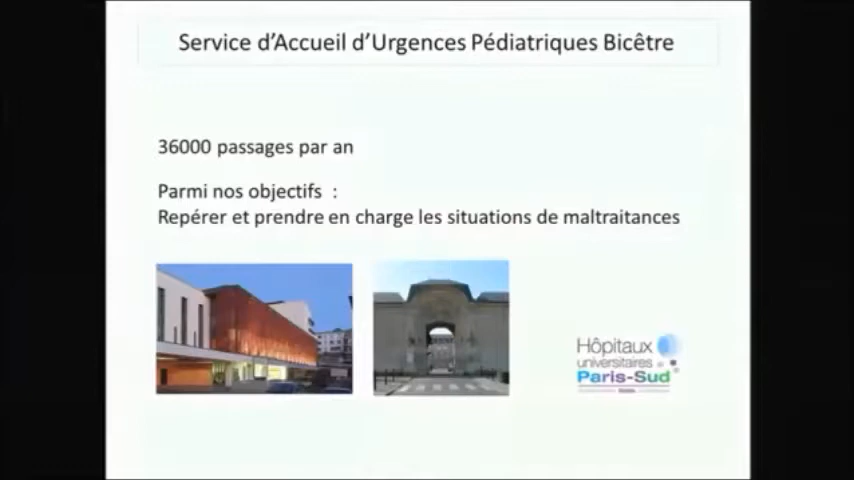 Service d'Accueil d'Urgences Pédiatriques Bicêtre
36000 passages par an
Parmi nos objectifs :
Repérer et prendre en charge les situations de maltraitances
Hôpitaux
universitaires
Paris-Sud